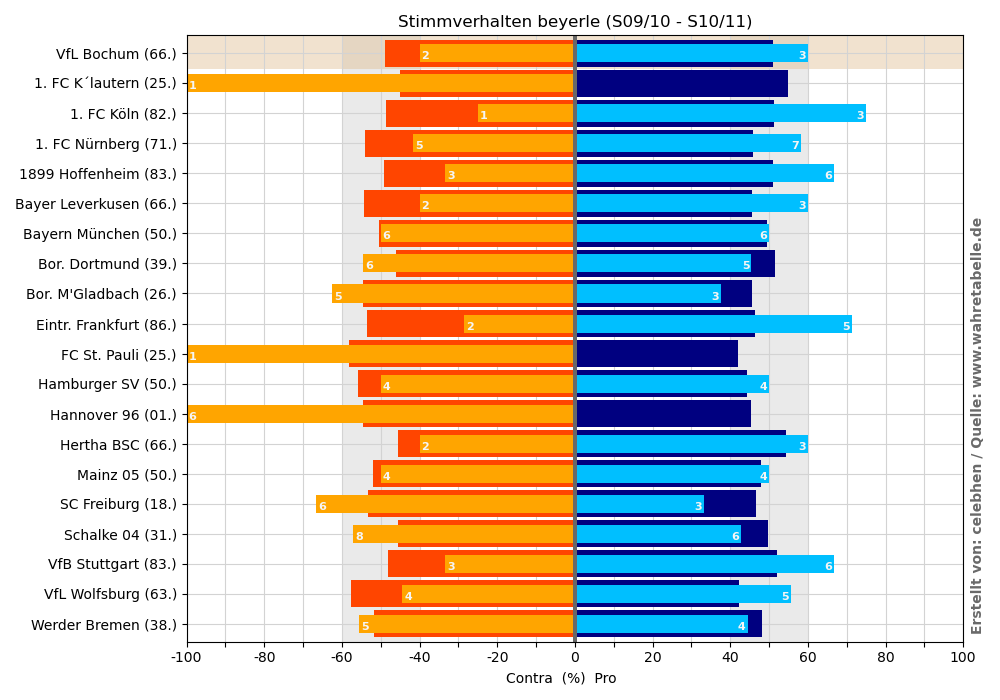 Stimmverhalten beyerle (S09/10 - S10/11)
VfL Bochum (66.) 2 3
1. FC K´lautern (25.) 1
1. FC Köln (82.) 1 3
1. FC Nürnberg (71.) 5 7
1899 Hoffenheim (83.) 3 6
Bayer Leverkusen (66.) 2 3
Bayern München (50.) 6 6
Bor. Dortmund (39.) 6 5
Bor. M'Gladbach (26.) 5 3
Eintr. Frankfurt (86.) 2 5
FC St. Pauli (25.) 1
Hamburger SV (50.) 4 4
Hannover 96 (01.) 6
Hertha BSC (66.) 2 3
Mainz 05 (50.) 4 4
SC Freiburg (18.) 6 3
Schalke 04 (31.) 8 6
VfB Stuttgart (83.) 3 6
VfL Wolfsburg (63.) 4 5
Werder Bremen (38.) 5 4
-100 -80 -60 -40 -20 0 20 40 60 80 100
Contra (%) Pro
Erstellt von: celebhen / Quelle: www.wahretabelle.de